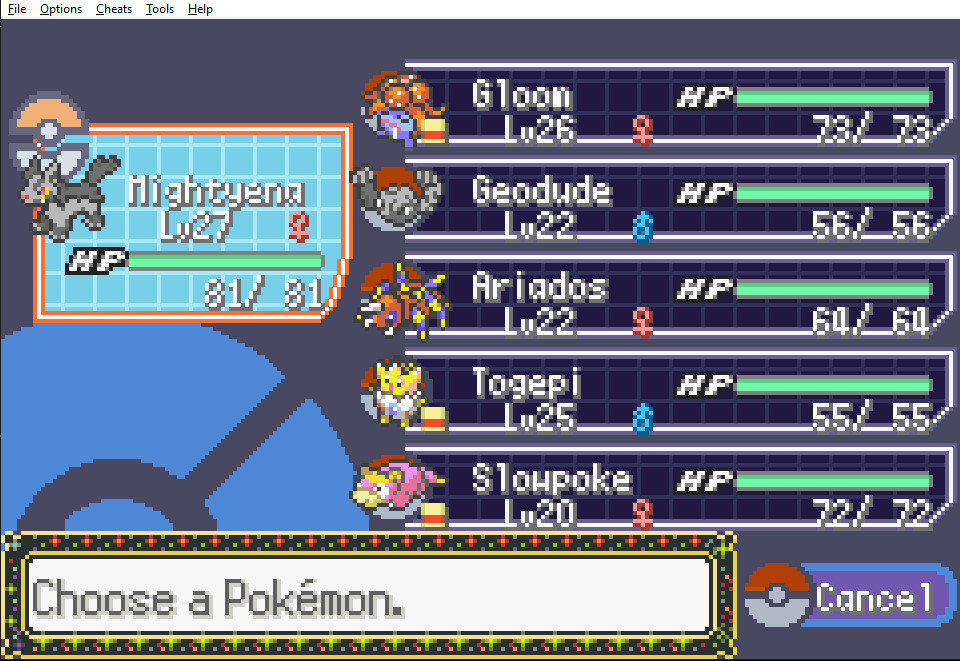 File Options Cheats Tools Help
Mightyena
Lv27 ♀
HP
81/ 81
Gloom HP
Lv26 ♀ 73/ 73
Geodude HP
Lv22 ♂ 56/ 56
Ariados HP
Lv22 ♀ 64/ 64
Togepi HP
Lv25 ♂ 55/ 55
Slowpoke HP
Lv20 ♀ 72/ 72
Choose a Pokémon.
Cancel